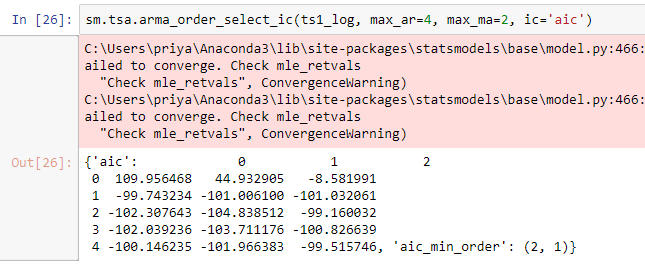 In [26]: sm.tsa.arma_order_select_ic(ts1_log, max_ar=4, max_ma=2, ic='aic')
C:\Users\priya\Anaconda3\lib\site-packages\statsmodels\base\model.py:466:
ailed to converge. Check mle_retvals
"Check mle_retvals", ConvergenceWarning)
C:\Users\priya\Anaconda3\lib\site-packages\statsmodels\base\model.py:466:
ailed to converge. Check mle_retvals
"Check mle_retvals", ConvergenceWarning)
Out[26]: {'aic':             0           1           2
0  109.956468   44.932905   -8.581991
1  -99.743234 -101.006100 -101.032061
2 -102.307643 -104.838512  -99.160032
3 -102.039236 -103.711176 -100.826639
4 -100.146235 -101.966383  -99.515746, 'aic_min_order': (2, 1)}